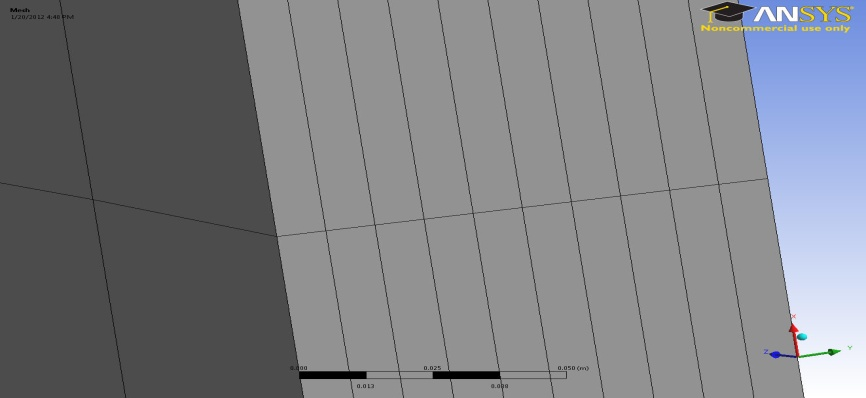 Mesh
1/20/2012 4:48 PM
ANSYS
Noncommercial use only
0.000
0.025
0.050 (m)
0.013
0.038
X
Z
Y